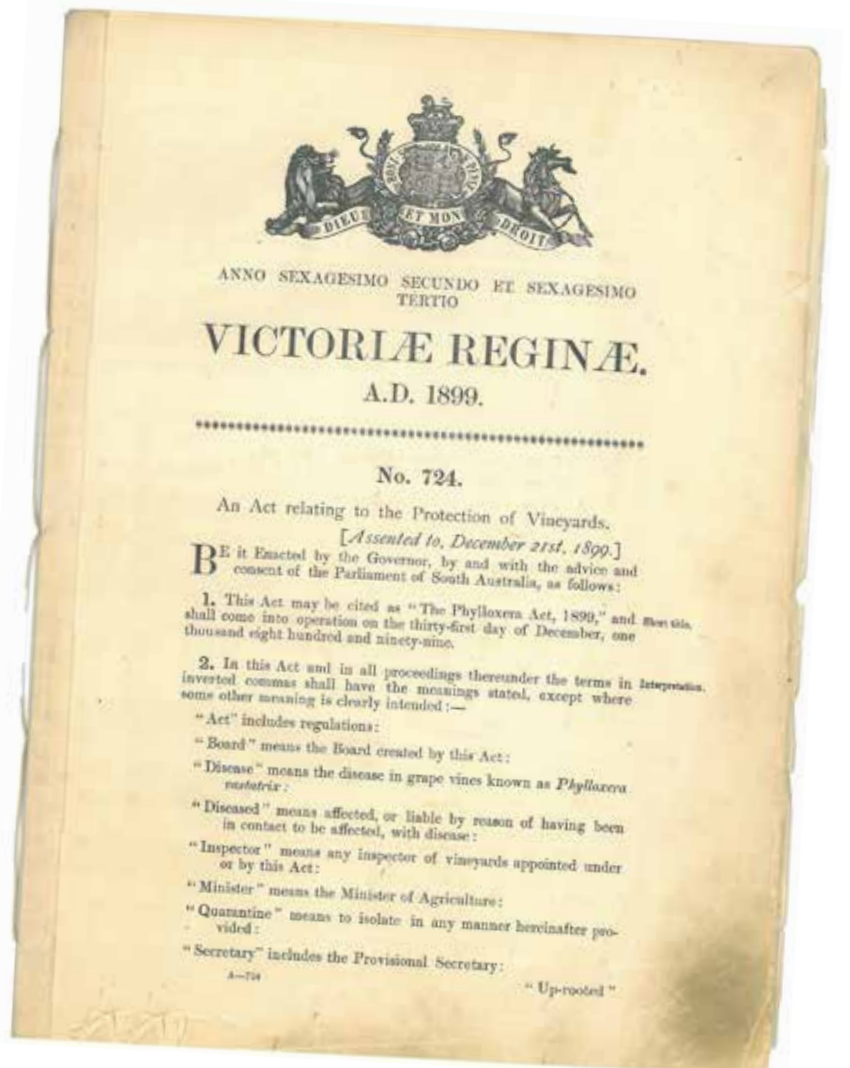 HONI SOIT QUI MAL Y PENSE
DIEU ET MON DROIT
ANNO SEXAGESIMO SECUNDO ET SEXAGESIMO
TERTIO
VICTORIÆ REGINÆ.
A.D. 1899.
No. 724.
An Act relating to the Protection of Vineyards.
[Assented to, December 21st, 1899.]
BE it Enacted by the Governor, by and with the advice and
consent of the Parliament of South Australia, as follows:
1. This Act may be cited as "The Phylloxera Act, 1899," and Short title.
shall come into operation on the thirty-first day of December, one
thousand eight hundred and ninety-nine.
2. In this Act and in all proceedings thereunder the terms in Interpretation.
inverted commas shall have the meanings stated, except where
some other meaning is clearly intended:—
"Act" includes regulations:
"Board" means the Board created by this Act:
"Disease" means the disease in grape vines known as Phylloxera
vastatrix:
"Diseased" means affected, or liable by reason of having been
in contact to be affected, with disease:
"Inspector" means any inspector of vineyards appointed under
or by this Act:
"Minister" means the Minister of Agriculture:
"Quarantine" means to isolate in any manner hereinafter pro-
vided:
"Secretary" includes the Provisional Secretary:
A—724
"Up-rooted"